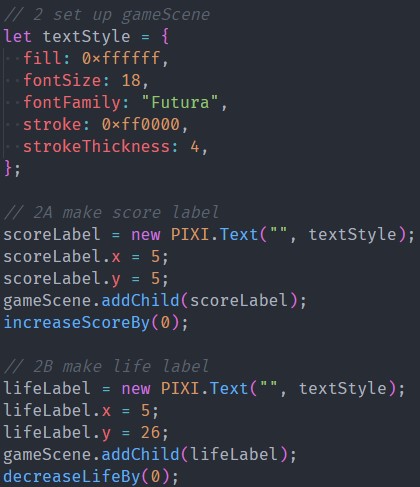 // 2 set up gameScene
let textStyle = {
  fill: 0xffffff,
  fontSize: 18,
  fontFamily: "Futura",
  stroke: 0xff0000,
  strokeThickness: 4,
};

// 2A make score label
scoreLabel = new PIXI.Text("", textStyle);
scoreLabel.x = 5;
scoreLabel.y = 5;
gameScene.addChild(scoreLabel);
increaseScoreBy(0);

// 2B make life label
lifeLabel = new PIXI.Text("", textStyle);
lifeLabel.x = 5;
lifeLabel.y = 26;
gameScene.addChild(lifeLabel);
decreaseLifeBy(0);